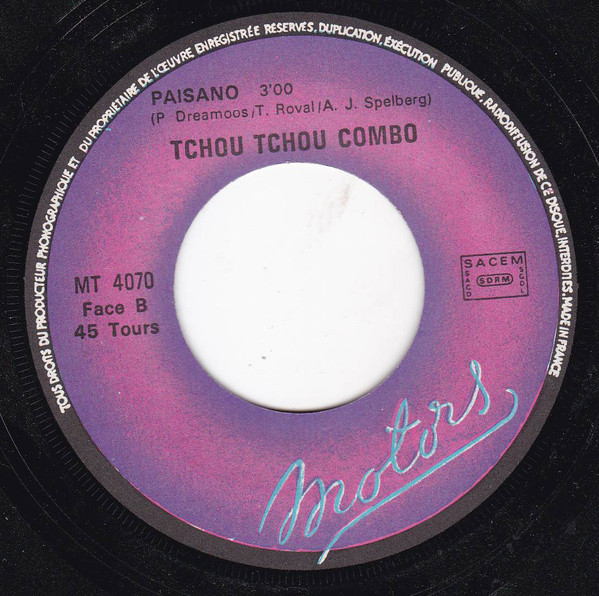 TOUS DROITS DU PRODUCTEUR PHONOGRAPHIQUE ET DU PROPRIÉTAIRE DE L'ŒUVRE ENREGISTRÉE RÉSERVÉS, DUPLICATION, EXÉCUTION PUBLIQUE, RADIODIFFUSION DE CE DISQUE, INTERDITES. MADE IN FRANCE
PAISANO 3'00
(P Dreamoos/T. Roval/A. J. Spelberg)
TCHOU TCHOU COMBO
MT 4070
Face B
45 Tours
SACEM
SACD SDRM SGDL
Motors